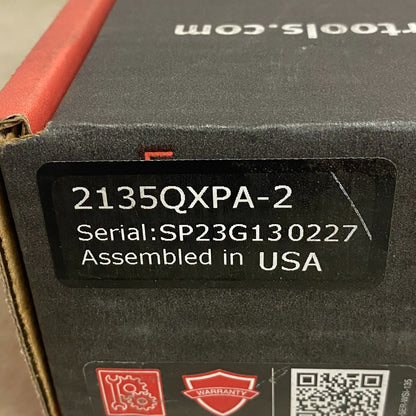 rtools.com
2135QXPA-2
Serial:SP23G130227
Assembled in USA
WARRANTY